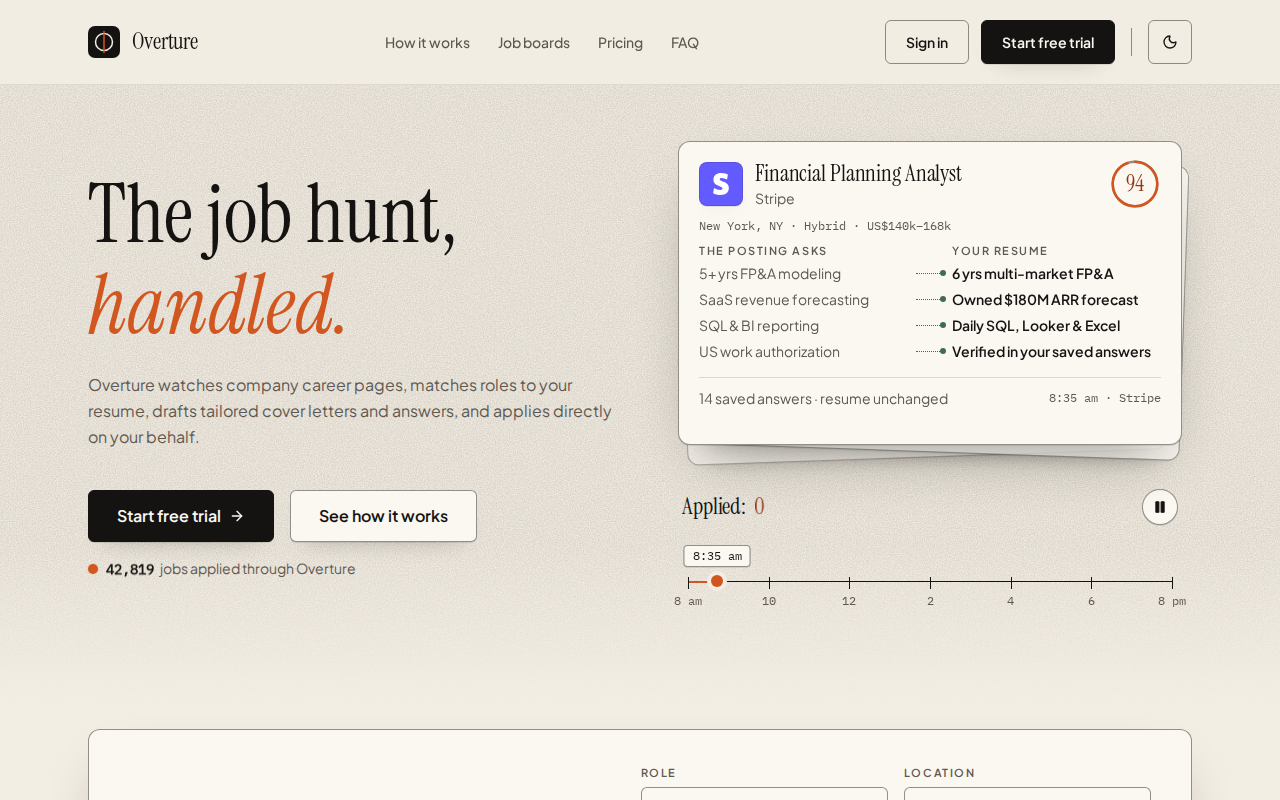 Overture
How it works
Job boards
Pricing
FAQ
Sign in
Start free trial
The job hunt,
handled.
Overture watches company career pages, matches roles to your
resume, drafts tailored cover letters and answers, and applies directly
on your behalf.
Start free trial
See how it works
42,819 jobs applied through Overture
S
Financial Planning Analyst
Stripe
94
New York, NY · Hybrid · US$140k–168k
THE POSTING ASKS
YOUR RESUME
5+ yrs FP&A modeling
6 yrs multi-market FP&A
SaaS revenue forecasting
Owned $180M ARR forecast
SQL & BI reporting
Daily SQL, Looker & Excel
US work authorization
Verified in your saved answers
14 saved answers · resume unchanged
8:35 am · Stripe
Applied: 0
8:35 am
8 am
10
12
2
4
6
8 pm
ROLE
LOCATION